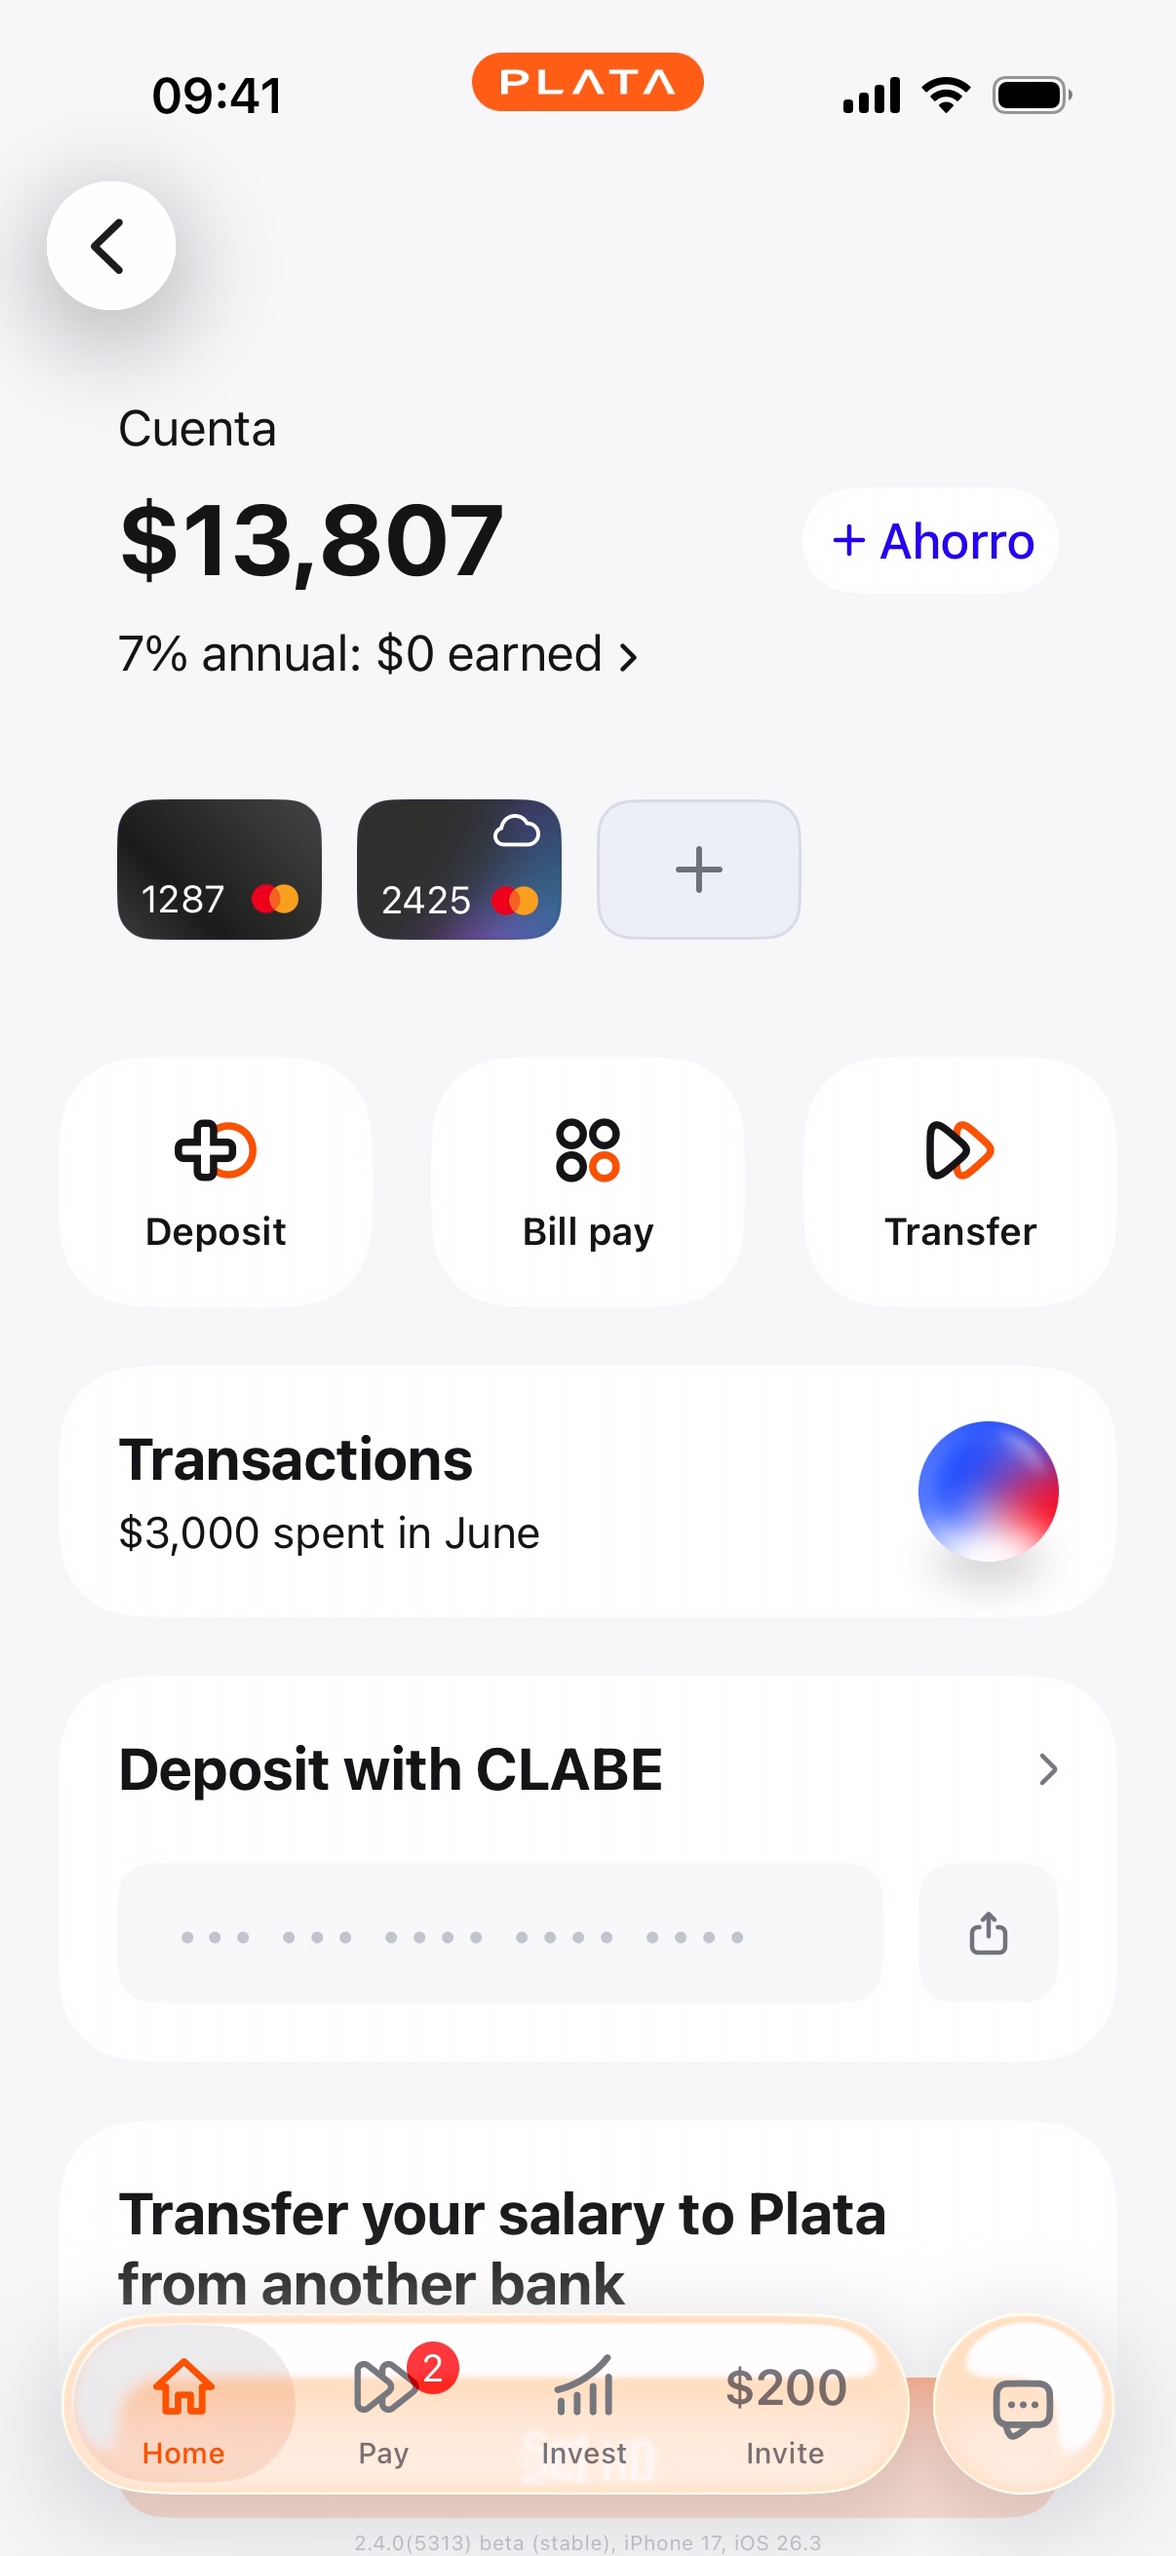 09:41
PLATA
Cuenta
$13,807
+ Ahorro
7% annual: $0 earned
1287
2425
Deposit
Bill pay
Transfer
Transactions
$3,000 spent in June
Deposit with CLABE
Transfer your salary to Plata
from another bank
2
$200
Home
Pay
Invest
Invite
2.4.0(5313) beta (stable), iPhone 17, iOS 26.3